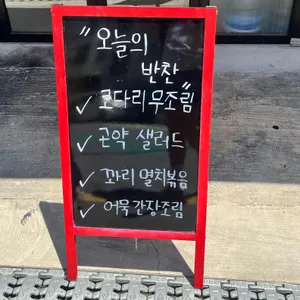 "오늘의
반찬"
✓ 코다리무조림
✓ 곤약 샐러드
✓ 꽈리 멸치볶음
✓ 어묵간장조림